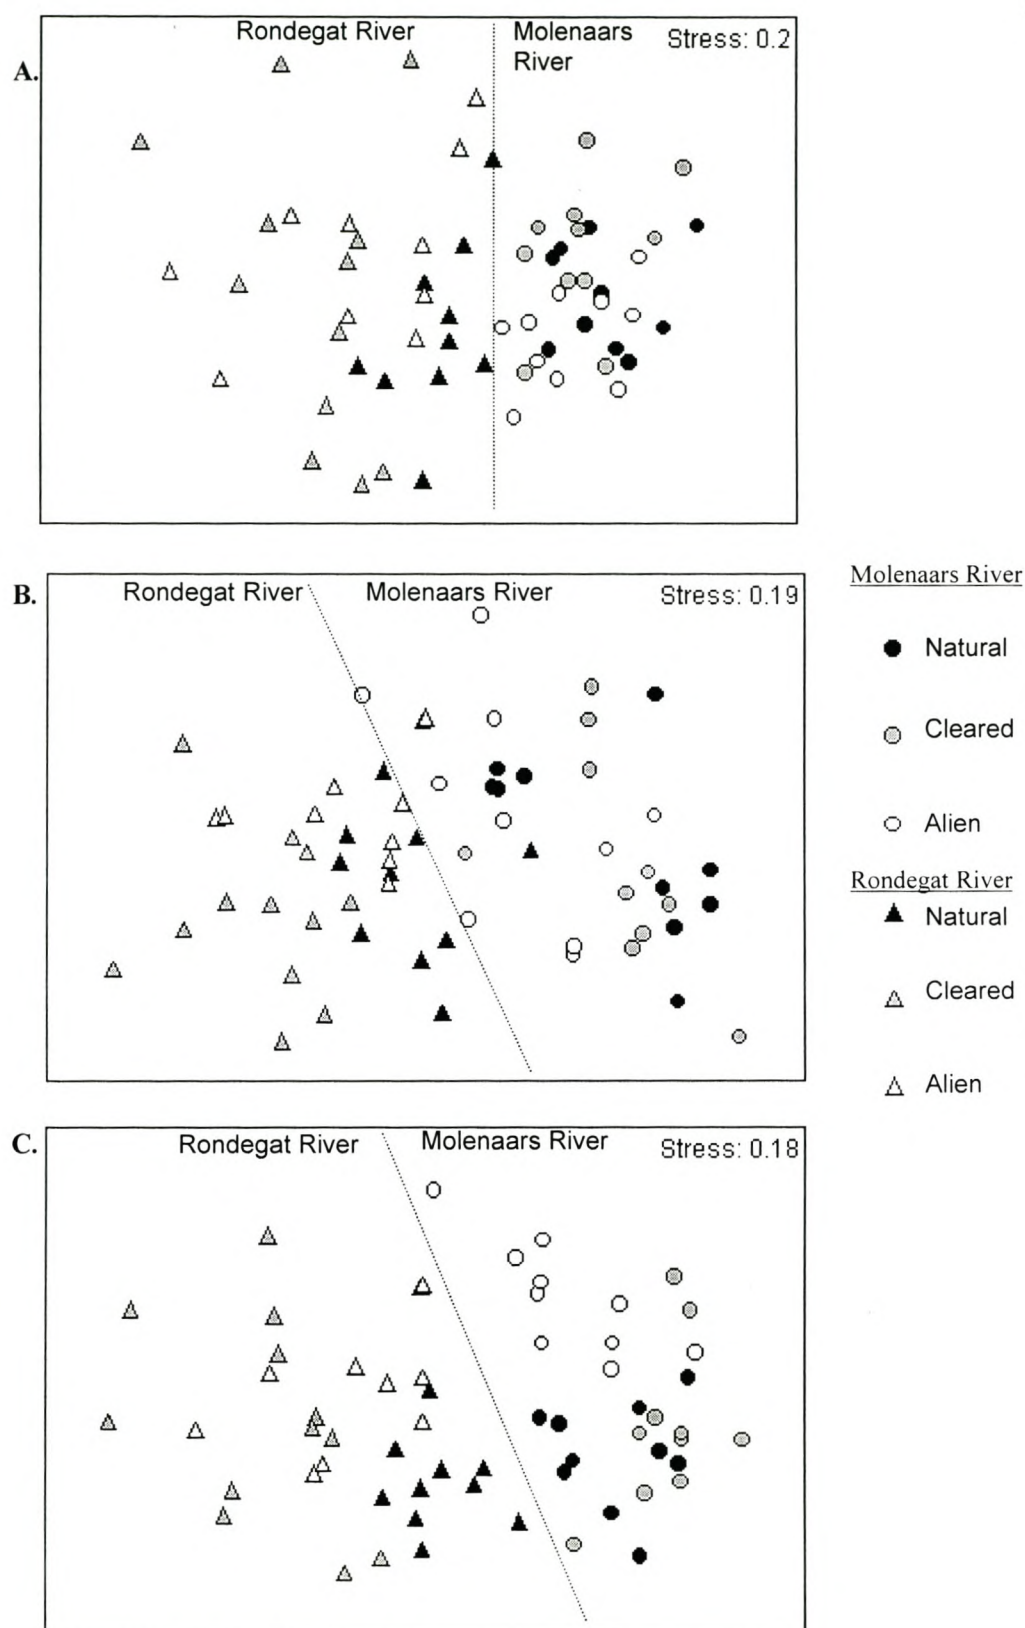 A.
Rondegat River
Molenaars
River
Stress: 0.2
B.
Rondegat River
Molenaars River
Stress: 0.19
Molenaars River
Natural
Cleared
Alien
Rondegat River
Natural
Cleared
Alien
C.
Rondegat River
Molenaars River
Stress: 0.18